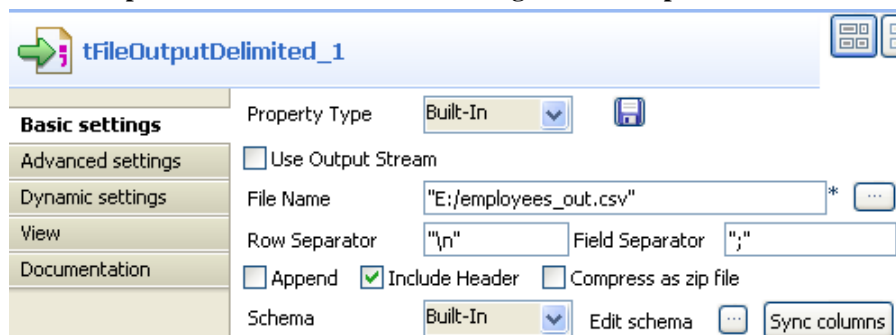 tFileOutputDelimited_1
Basic settings
Property Type Built-In
Advanced settings
Use Output Stream
Dynamic settings
File Name "E:/employees_out.csv" * ...
View
Row Separator "\n" Field Separator ";"
Documentation
Append Include Header Compress as zip file
Schema Built-In Edit schema ... Sync columns